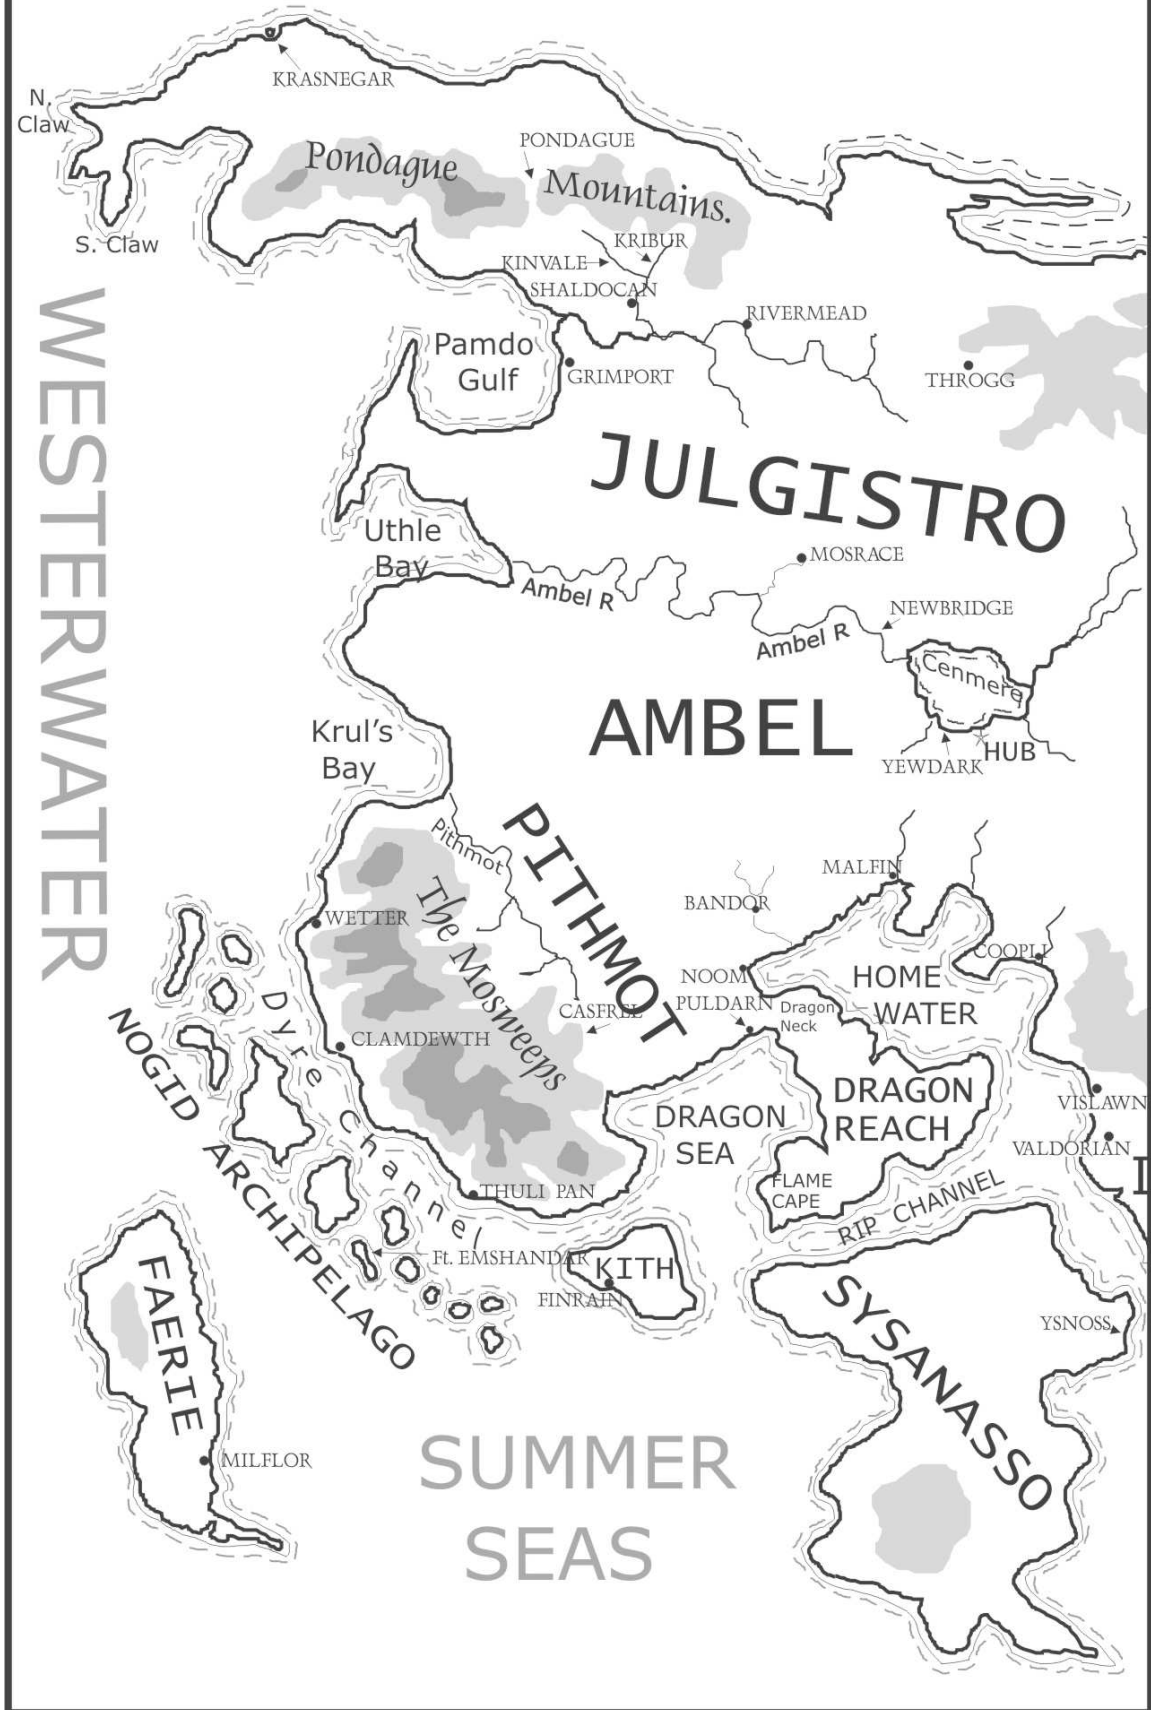 KRASNEGAR
N.
Claw
PONDAGUE
Pondague
Mountains.
S. Claw
KRIBUR
KINVALE
SHALDOCAN
RIVERMEAD
WESTERWATER
Pamdo
Gulf
GRIMPORT
THROGG
JULGISTRO
Uthle
Bay
MOSRACE
Ambel R
NEWBRIDGE
Ambel R
Cenmere
AMBEL
Krul's
Bay
HUB
YEWDARK
PITHMOT
Pithmot
MALFIN
The Mosweeps
BANDOR
WETTER
COOPLI
NOOM
HOME
WATER
PULDARN
Dragon
Neck
CASFREL
Dyre Channel
CLAMDEWTH
NOGID ARCHIPELAGO
DRAGON
REACH
DRAGON
SEA
VISLAWN
VALDORIAN
I
FLAME
CAPE
THULI PAN
RIP CHANNEL
Ft. EMSHANDAR
KITH
FINRAIN
FAERIE
SYSANASSO
YSNOSS
MILFLOR
SUMMER
SEAS